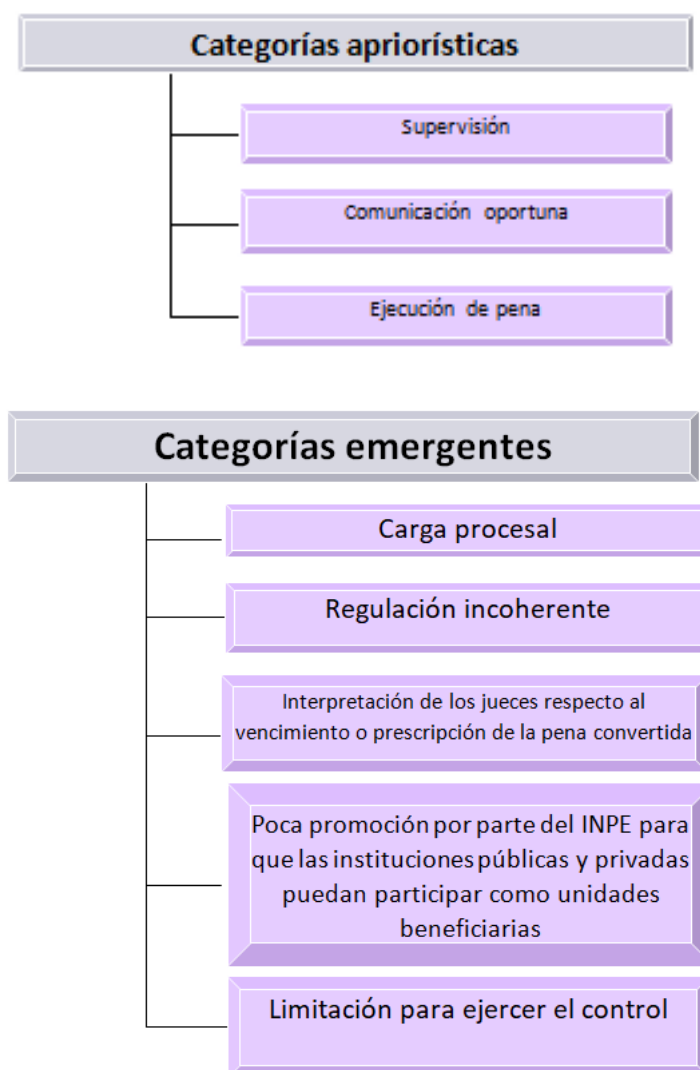 Categorías apriorísticas
Supervisión
Comunicación oportuna
Ejecución de pena
Categorías emergentes
Carga procesal
Regulación incoherente
Interpretación de los jueces respecto al
vencimiento o prescripción de la pena convertida
Poca promoción por parte del INPE para
que las instituciones públicas y privadas
puedan participar como unidades
beneficiarias
Limitación para ejercer el control